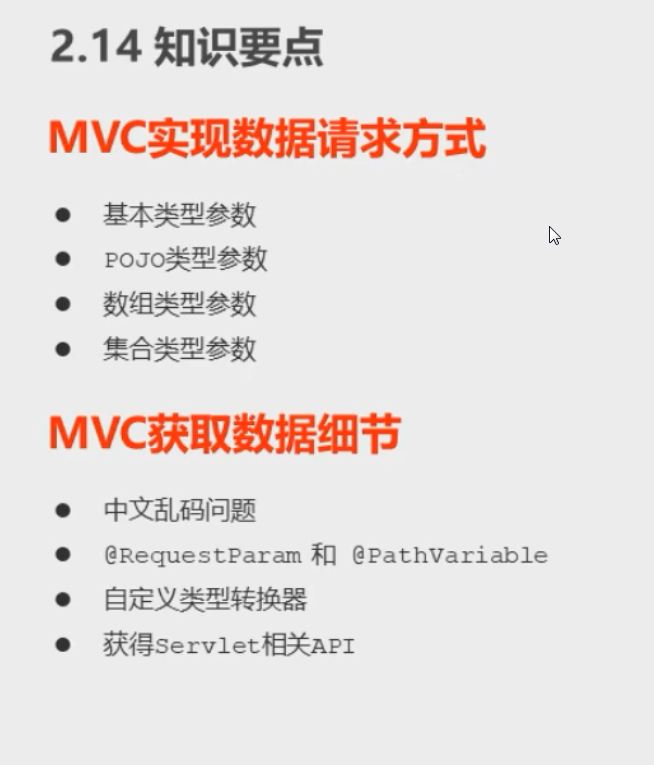 2.14 知识要点
MVC实现数据请求方式
● 基本类型参数
● POJO类型参数
● 数组类型参数
● 集合类型参数
MVC获取数据细节
● 中文乱码问题
● @RequestParam 和 @PathVariable
● 自定义类型转换器
● 获得Servlet相关API